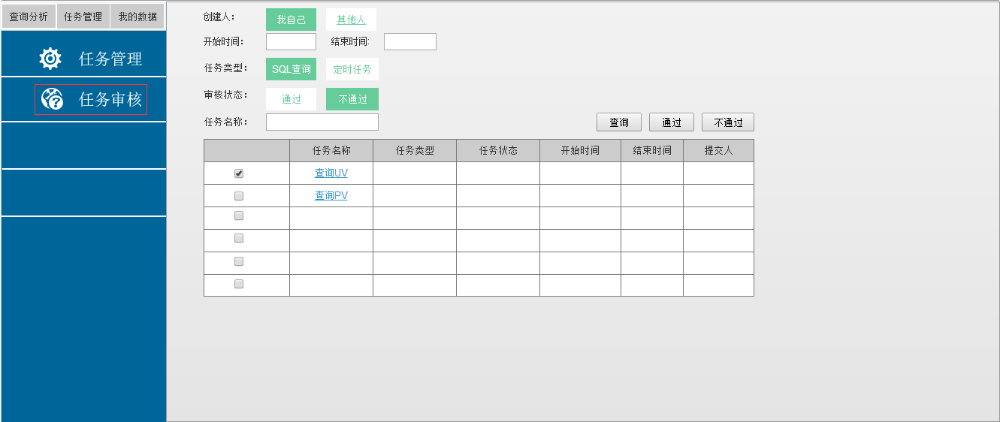 查询分析 任务管理 我的数据
任务管理
任务审核
创建人： 我自己 其他人
开始时间： 结束时间:
任务类型： SQL查询 定时任务
审核状态： 通过 不通过
任务名称： 查询 通过 不通过
任务名称 任务类型 任务状态 开始时间 结束时间 提交人
查询UV
查询PV